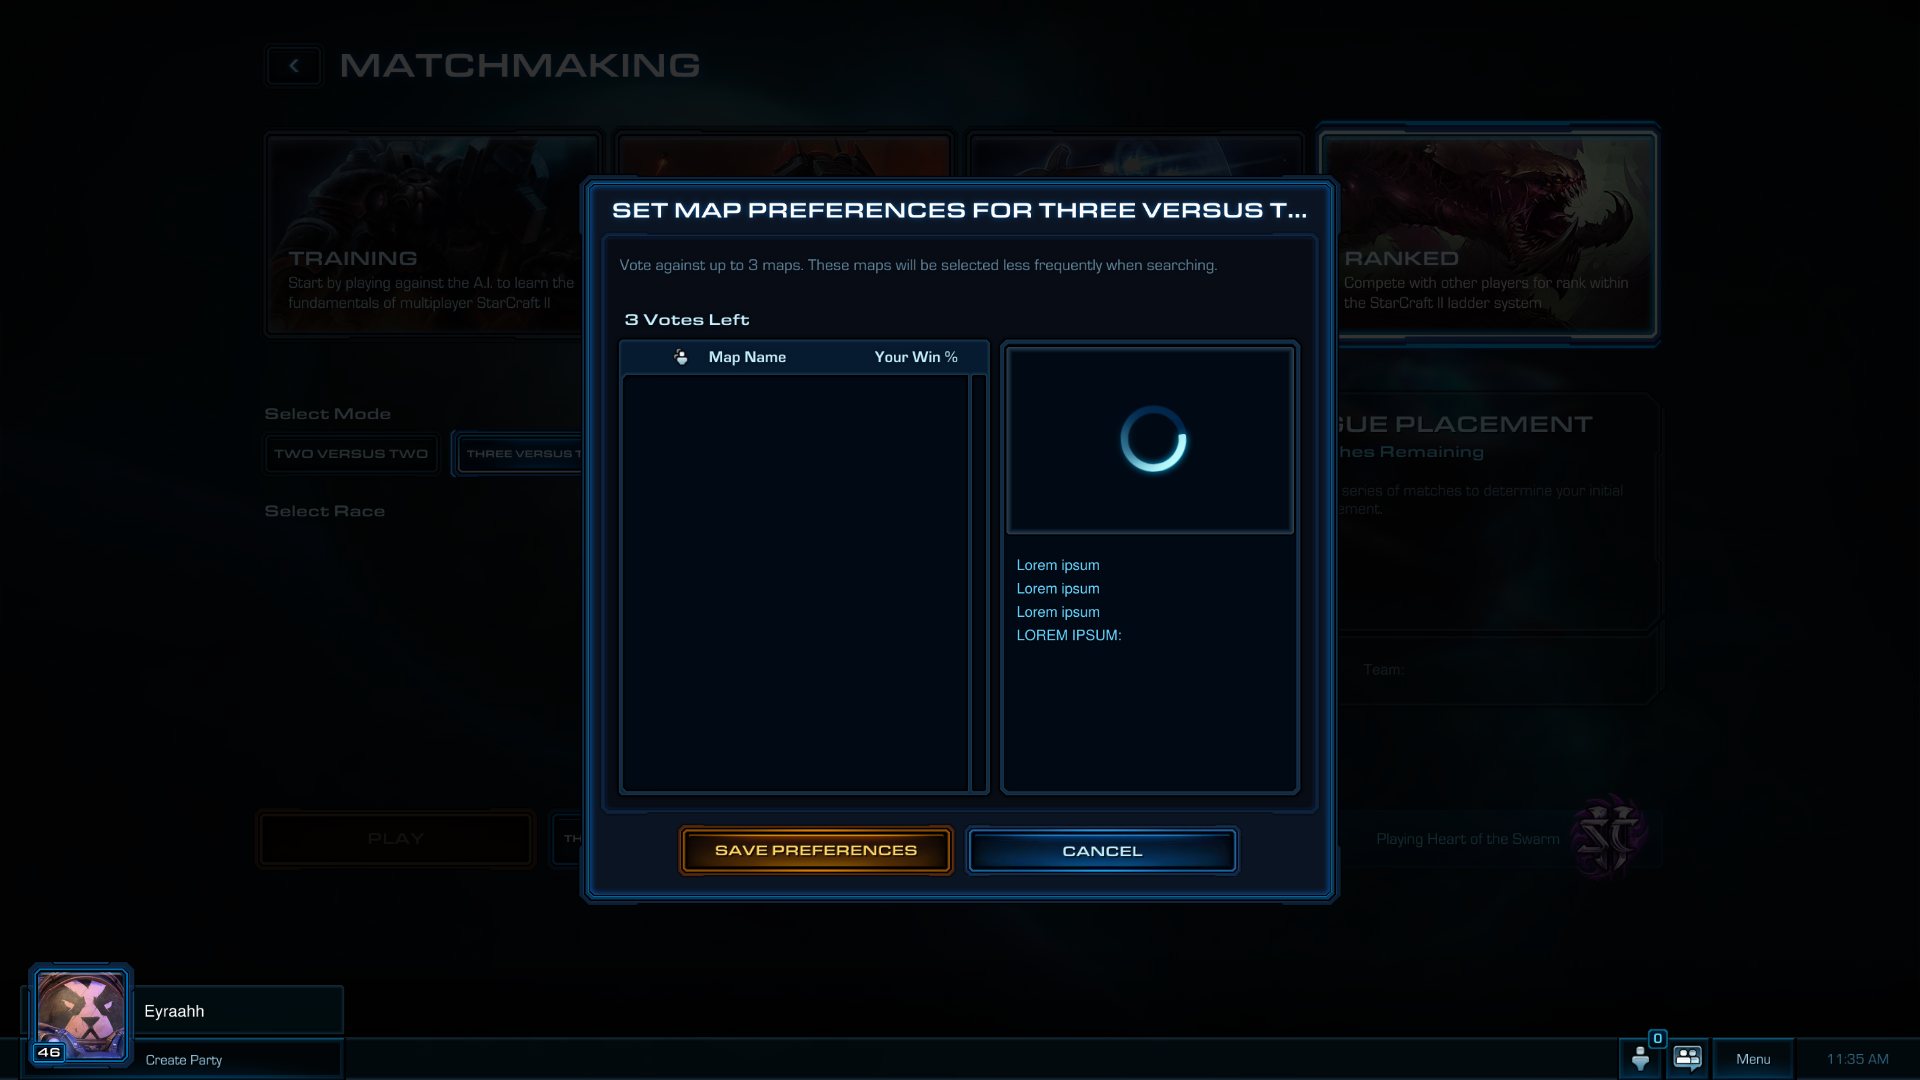 MATCHMAKING
TRAINING
Start by playing against the A.I. to learn the
fundamentals of multiplayer StarCraft II
RANKED
Compete with other players for rank within
the StarCraft II ladder system
SET MAP PREFERENCES FOR THREE VERSUS T...
Vote against up to 3 maps. These maps will be selected less frequently when searching.
3 Votes Left
Map Name Your Win %
Lorem ipsum
Lorem ipsum
Lorem ipsum
LOREM IPSUM:
SAVE PREFERENCES
CANCEL
Select Mode
TWO VERSUS TWO
THREE VERSUS T
Select Race
PLAY
TH
GUE PLACEMENT
hes Remaining
series of matches to determine your initial
ement.
Team:
Playing Heart of the Swarm
Eyraahh
46
Create Party
0
Menu
11:35 AM